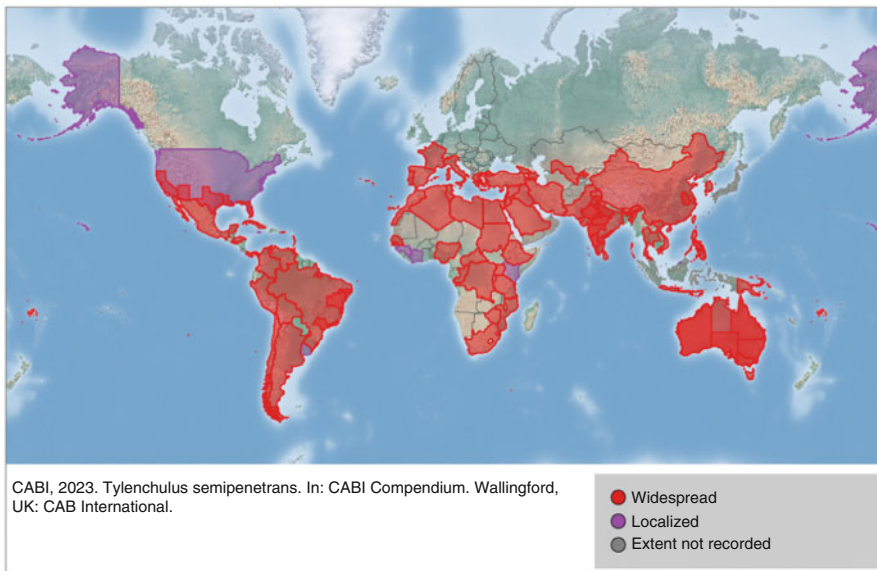 CABI, 2023. Tylenchulus semipenetrans. In: CABI Compendium. Wallingford,
UK: CAB International.
Widespread
Localized
Extent not recorded